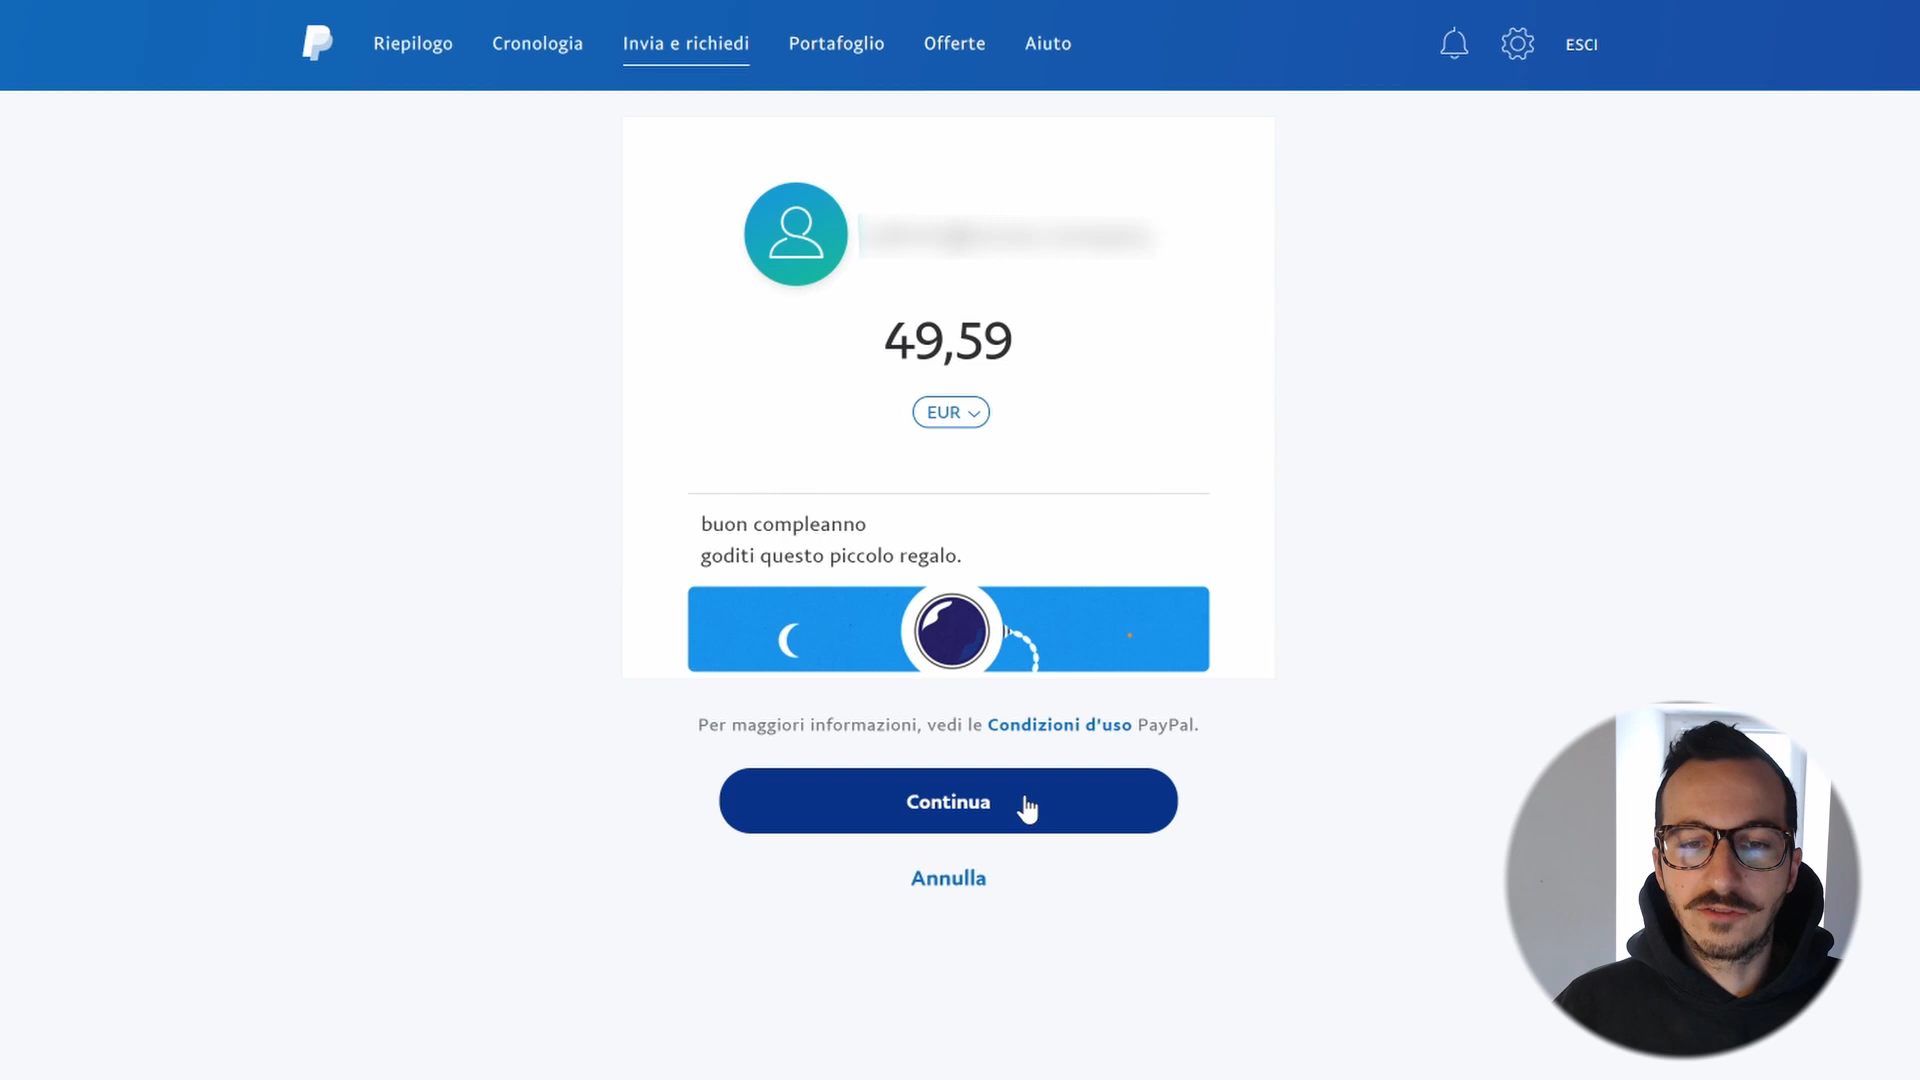 Riepilogo Cronologia Invia e richiedi Portafoglio Offerte Aiuto ESCI
49,59
EUR
buon compleanno
goditi questo piccolo regalo.
Per maggiori informazioni, vedi le Condizioni d'uso PayPal.
Continua
Annulla